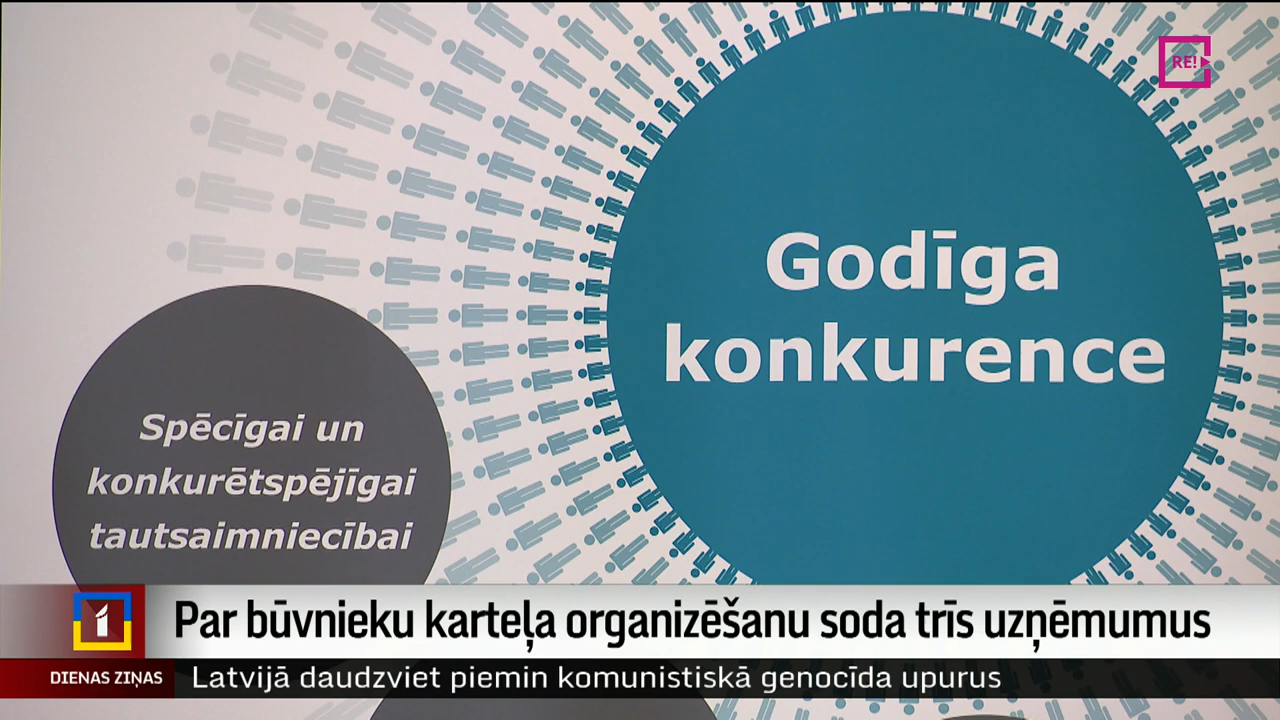 RE!
Godīga
konkurence
Spēcīgai un
konkurētspējīgai
tautsaimniecībai
1
Par būvnieku karteļa organizēšanu soda trīs uzņēmumus
DIENAS ZIŅAS
Latvijā daudzviet piemin komunistiskā genocīda upurus